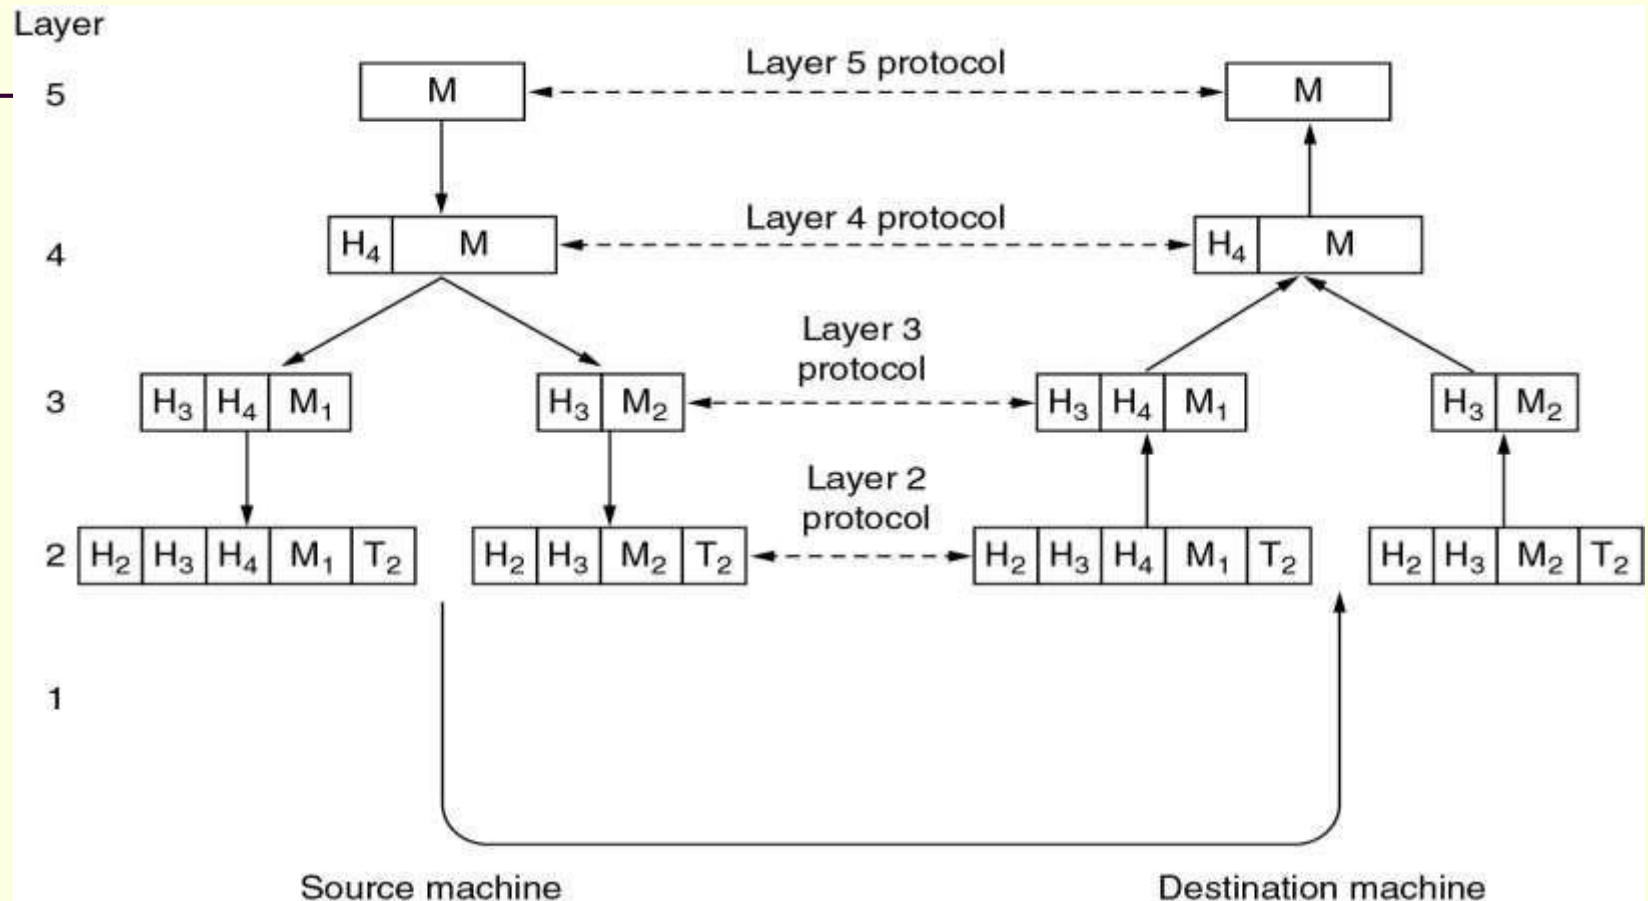 Layer
5 M Layer 5 protocol M
4 H₄ M Layer 4 protocol H₄ M
Layer 3
protocol
3 H₃ H₄ M₁ H₃ M₂ H₃ H₄ M₁ H₃ M₂
Layer 2
protocol
2 H₂ H₃ H₄ M₁ T₂ H₂ H₃ M₂ T₂ H₂ H₃ H₄ M₁ T₂ H₂ H₃ M₂ T₂
1
Source machine Destination machine